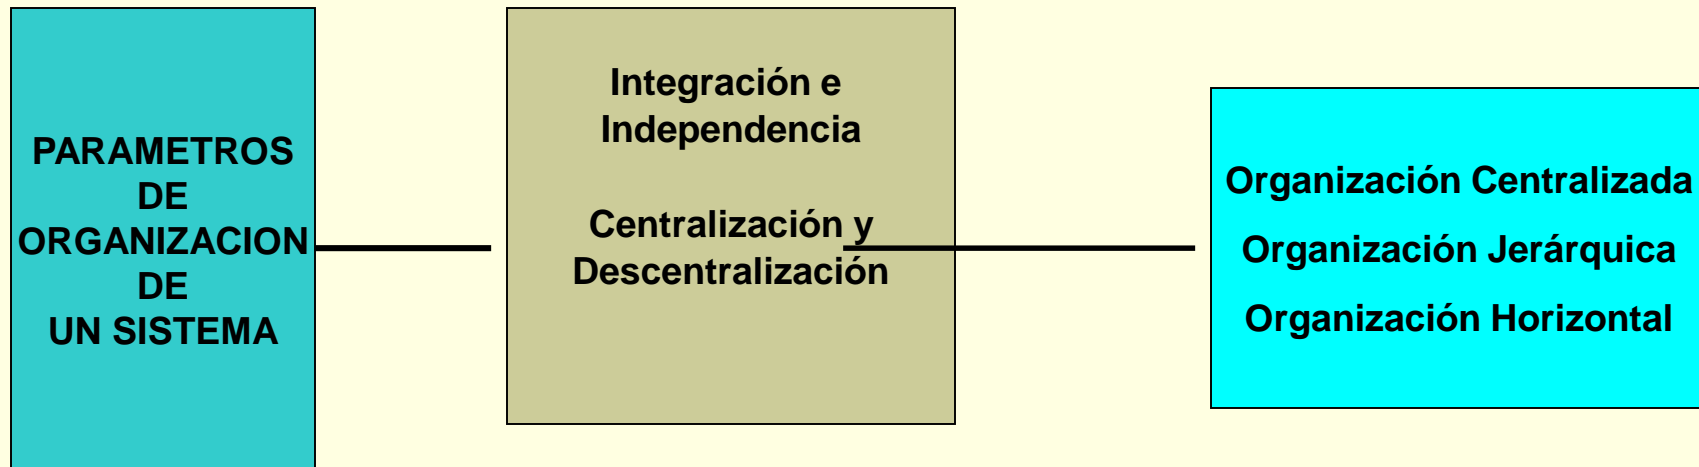 PARAMETROS
DE
ORGANIZACION
DE
UN SISTEMA
Integración e
Independencia
Centralización y
Descentralización
Organización Centralizada
Organización Jerárquica
Organización Horizontal